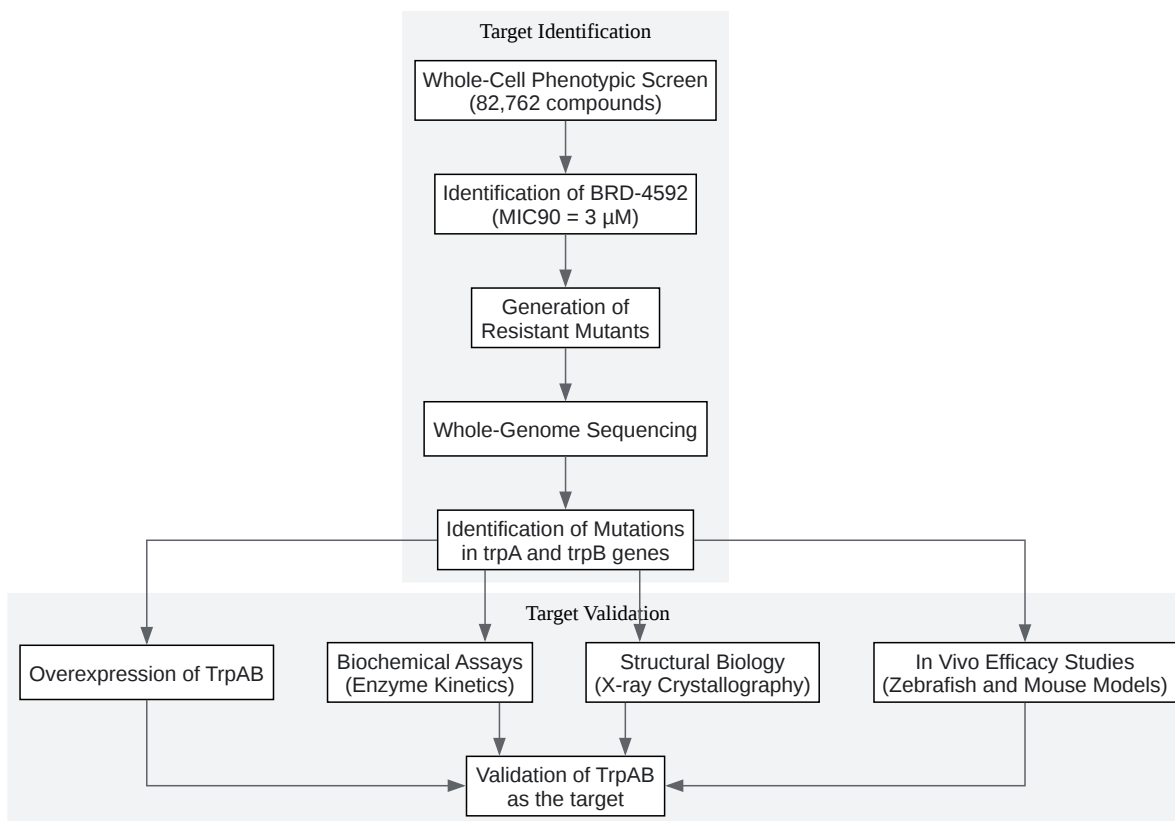 Target Identification
Whole-Cell Phenotypic Screen
(82,762 compounds)
Identification of BRD-4592
(MIC90 = 3 µM)
Generation of
Resistant Mutants
Whole-Genome Sequencing
Identification of Mutations
in trpA and trpB genes
Target Validation
Overexpression of TrpAB
Biochemical Assays
(Enzyme Kinetics)
Structural Biology
(X-ray Crystallography)
In Vivo Efficacy Studies
(Zebrafish and Mouse Models)
Validation of TrpAB
as the target